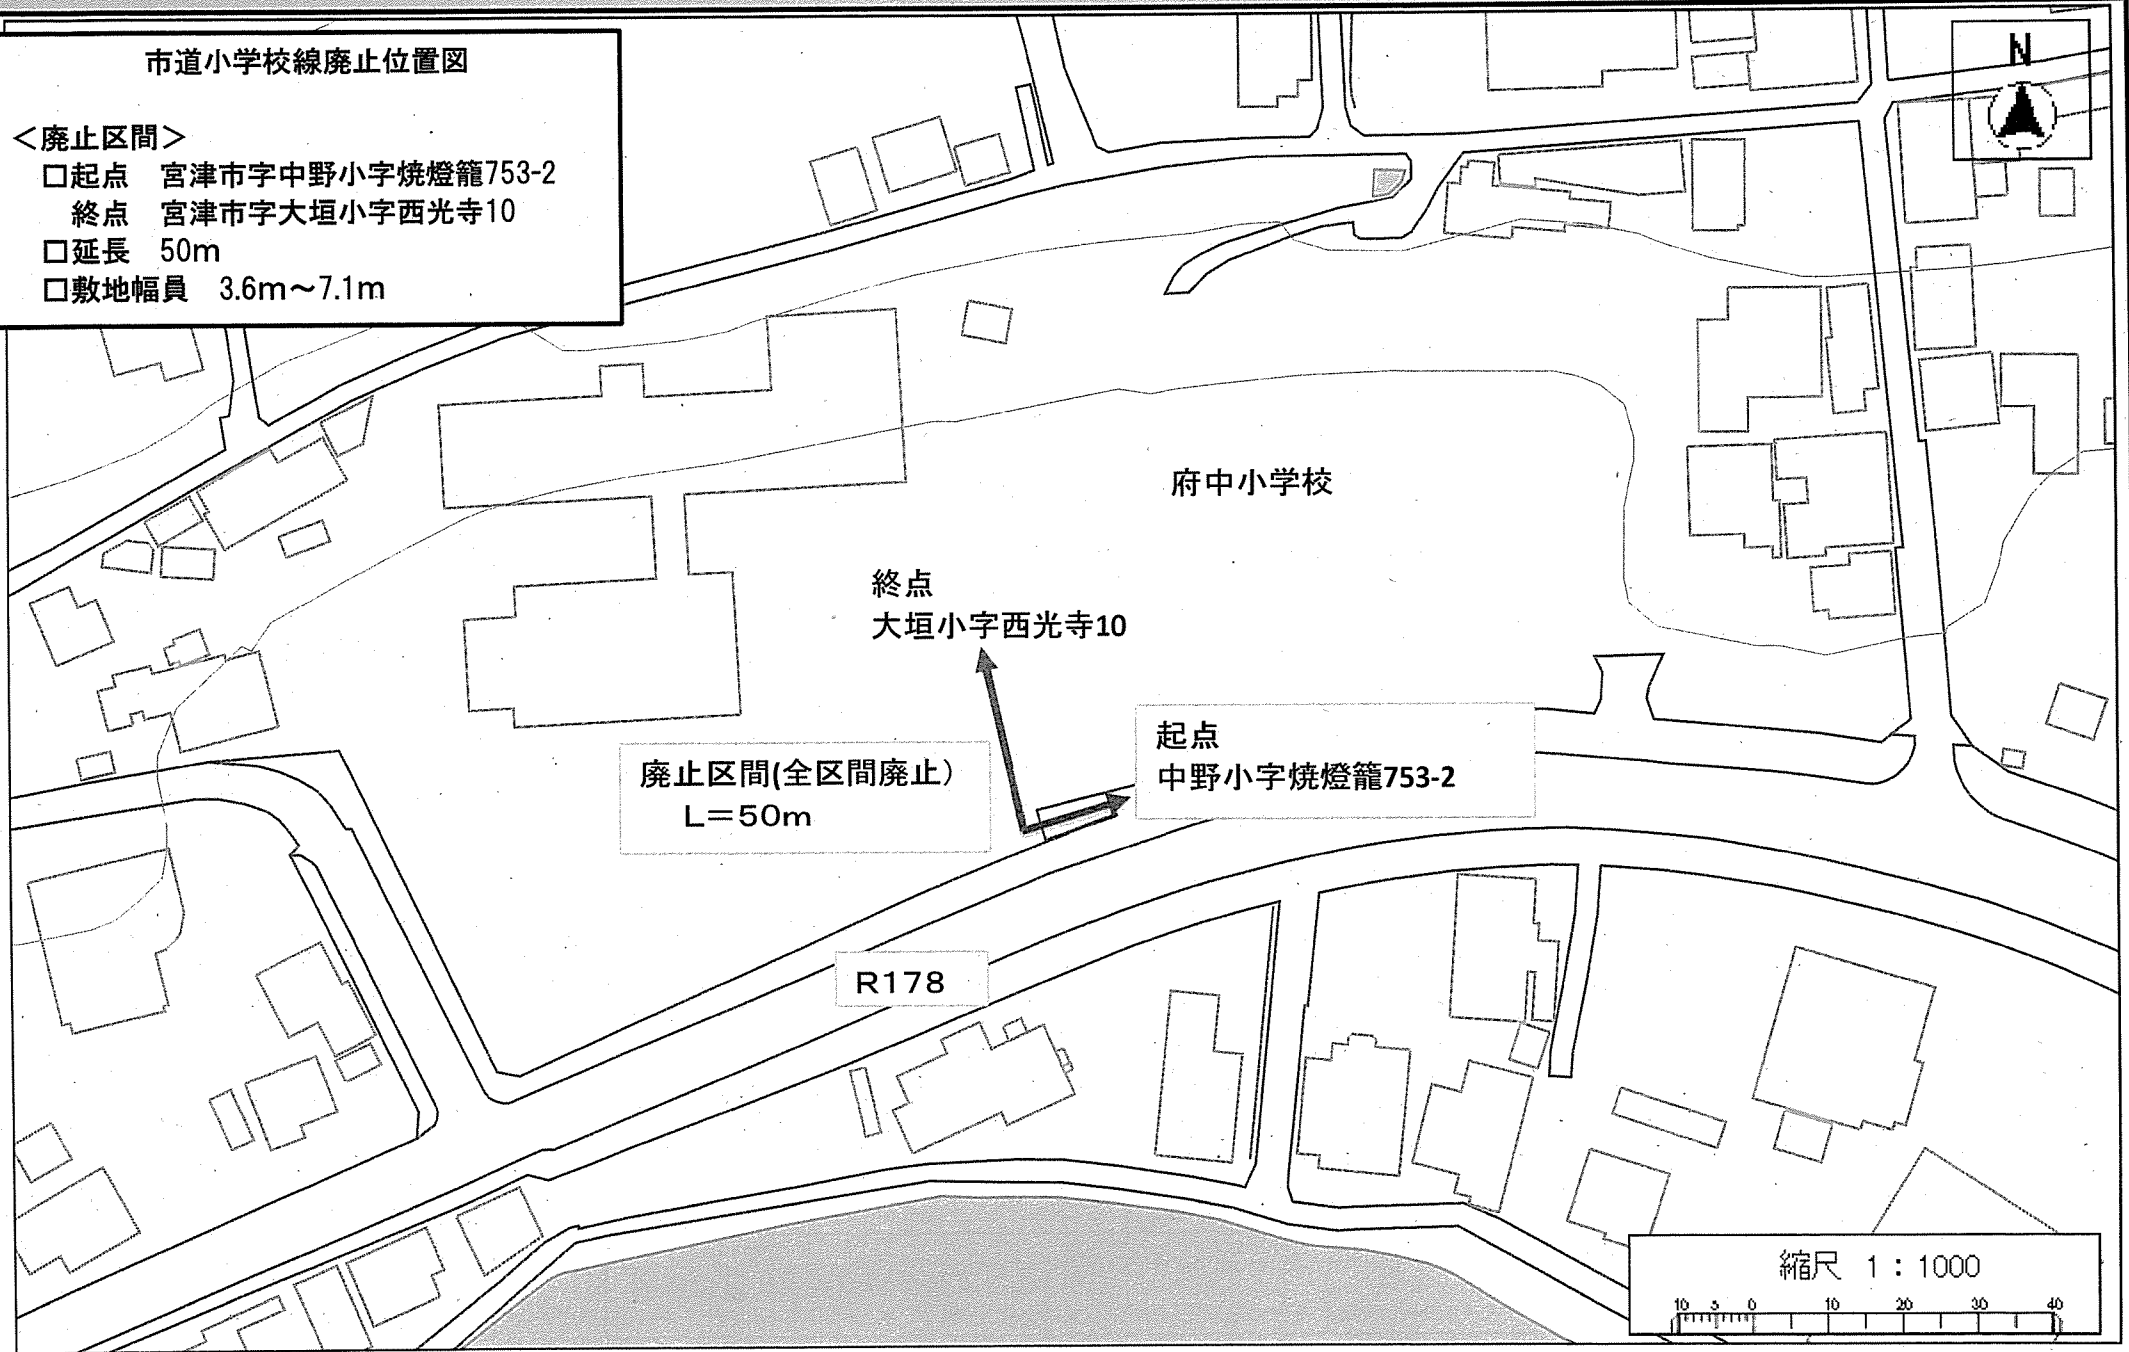 市道小学校線廃止位置図
＜廃止区間＞
□起点　宮津市字中野小字焼燈籠753-2
終点　宮津市字大垣小字西光寺10
□延長　50m
□敷地幅員　3.6m～7.1m
N
府中小学校
終点
大垣小字西光寺10
起点
中野小字焼燈籠753-2
廃止区間(全区間廃止)
L＝50m
R178
縮尺 1：1000
10 5 0 10 20 30 40